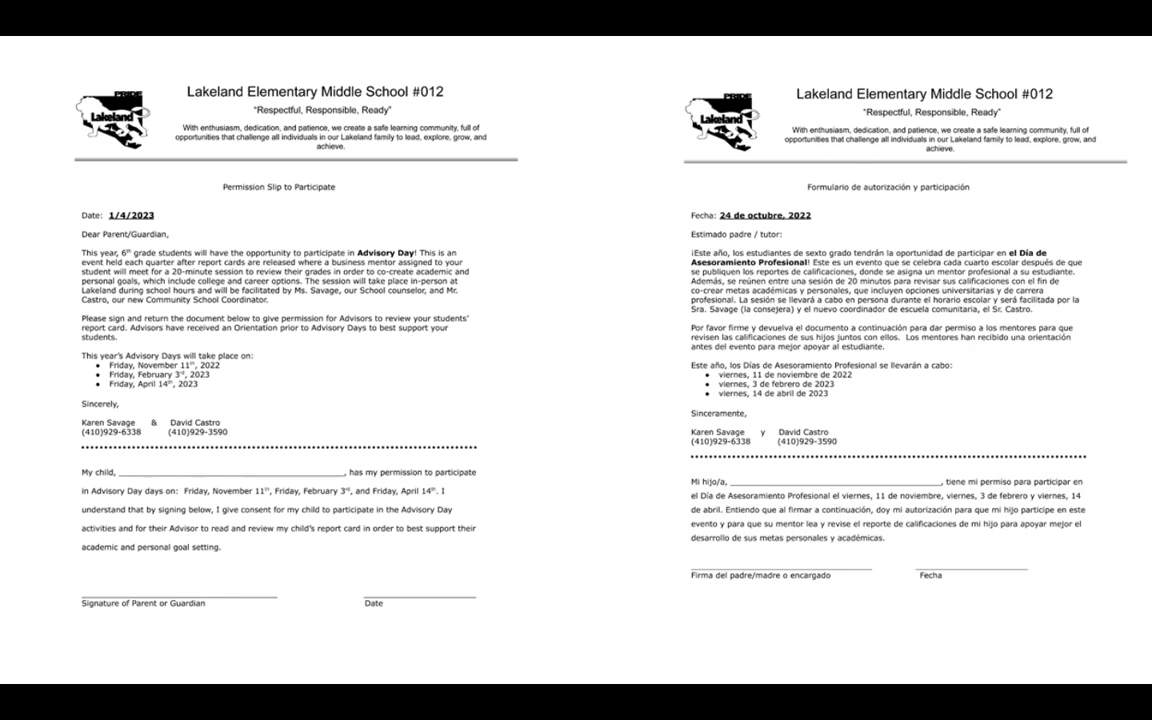 PRIDE
Lakeland
Lakeland Elementary Middle School #012
“Respectful, Responsible, Ready”
With enthusiasm, dedication, and patience, we create a safe learning community, full of
opportunities that challenge all individuals in our Lakeland family to lead, explore, grow, and
achieve.
Permission Slip to Participate
Date: 1/4/2023
Dear Parent/Guardian,
This year, 6th grade students will have the opportunity to participate in Advisory Day! This is an
event held each quarter after report cards are released where a business mentor assigned to your
student will meet for a 20-minute session to review their grades in order to co-create academic and
personal goals, which include college and career options. The session will take place in-person at
Lakeland during school hours and will be facilitated by Ms. Savage, our School counselor, and Mr.
Castro, our new Community School Coordinator.
Please sign and return the document below to give permission for Advisors to review your students’
report card. Advisors have received an Orientation prior to Advisory Days to best support your
students.
This year’s Advisory Days will take place on:
• Friday, November 11th, 2022
• Friday, February 3rd, 2023
• Friday, April 14th, 2023
Sincerely,
Karen Savage & David Castro
(410)929-6338 (410)929-3590
My child, ____________________, has my permission to participate
in Advisory Day days on: Friday, November 11th, Friday, February 3rd, and Friday, April 14th. I
understand that by signing below, I give consent for my child to participate in the Advisory Day
activities and for their Advisor to read and review my child’s report card in order to best support their
academic and personal goal setting.
Signature of Parent or Guardian Date
PRIDE
Lakeland
Lakeland Elementary Middle School #012
“Respectful, Responsible, Ready”
With enthusiasm, dedication, and patience, we create a safe learning community, full of
opportunities that challenge all individuals in our Lakeland family to lead, explore, grow, and
achieve.
Formulario de autorización y participación
Fecha: 24 de octubre, 2022
Estimado padre / tutor:
¡Este año, los estudiantes de sexto grado tendrán la oportunidad de participar en el Día de
Asesoramiento Profesional! Este es un evento que se celebra cada cuarto escolar después de que
se publiquen los reportes de calificaciones, donde se asigna un mentor profesional a su estudiante.
Además, se reúnen entre una sesión de 20 minutos para revisar sus calificaciones con el fin de
co-crear metas académicas y personales, que incluyen opciones universitarias y de carrera
profesional. La sesión se llevará a cabo en persona durante el horario escolar y será facilitada por la
Sra. Savage (la consejera) y el nuevo coordinador de escuela comunitaria, el Sr. Castro.
Por favor firme y devuelva el documento a continuación para dar permiso a los mentores para que
revisen las calificaciones de sus hijos juntos con ellos. Los mentores han recibido una orientación
antes del evento para mejor apoyar al estudiante.
Este año, los Días de Asesoramiento Profesional se llevarán a cabo:
• viernes, 11 de noviembre de 2022
• viernes, 3 de febrero de 2023
• viernes, 14 de abril de 2023
Sinceramente,
Karen Savage y David Castro
(410)929-6338 (410)929-3590
Mi hijo/a, ____________________, tiene mi permiso para participar en
el Día de Asesoramiento Profesional el viernes, 11 de noviembre, viernes, 3 de febrero y viernes, 14
de abril. Entiendo que al firmar a continuación, doy mi autorización para que mi hijo participe en este
evento y para que su mentor lea y revise el reporte de calificaciones de mi hijo para apoyar mejor el
desarrollo de sus metas personales y académicas.
Firma del padre/madre o encargado Fecha